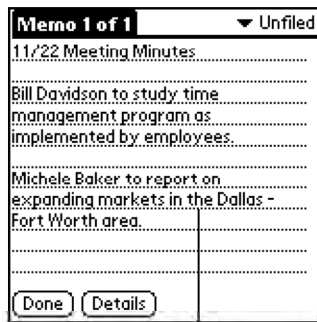 Memo 1 of 1
Unfiled
11/22 Meeting Minutes
Bill Davidson to study time
management program as
implemented by employees.
Michele Baker to report on
expanding markets in the Dallas -
Fort Worth area.
Done
Details